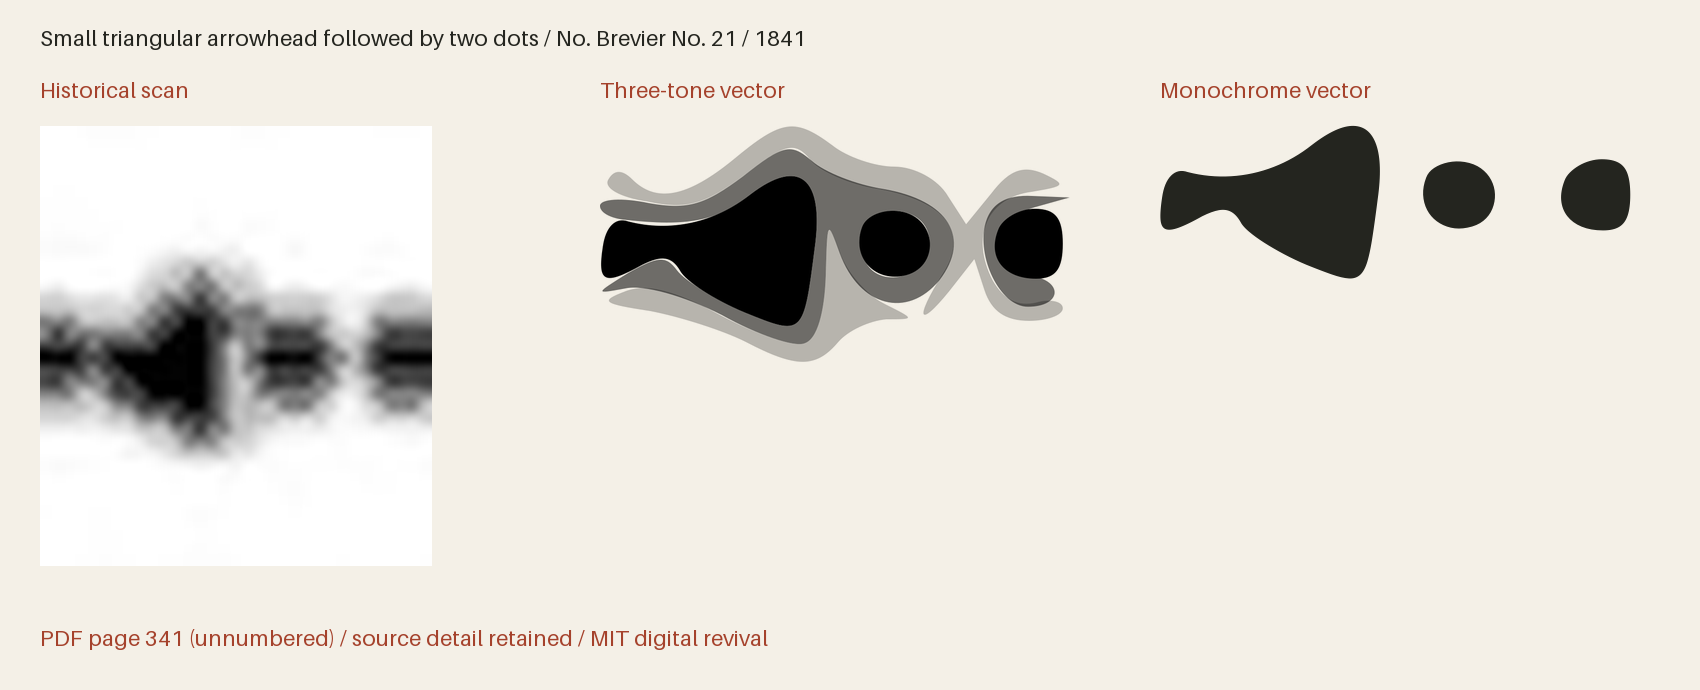 Small triangular arrowhead followed by two dots / No. Brevier No. 21 / 1841
Historical scan
Three-tone vector
Monochrome vector
PDF page 341 (unnumbered) / source detail retained / MIT digital revival